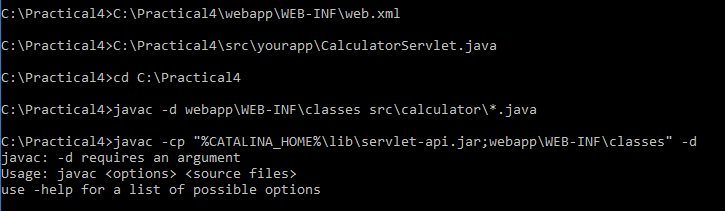 C:\Practical4>C:\Practical4\webapp\WEB-INF\web.xml
C:\Practical4>C:\Practical4\src\yourapp\CalculatorServlet.java
C:\Practical4>cd C:\Practical4
C:\Practical4>javac -d webapp\WEB-INF\classes src\calculator\*.java
C:\Practical4>javac -cp "%CATALINA_HOME%\lib\servlet-api.jar;webapp\WEB-INF\classes" -d
javac: -d requires an argument
Usage: javac <options> <source files>
use -help for a list of possible options